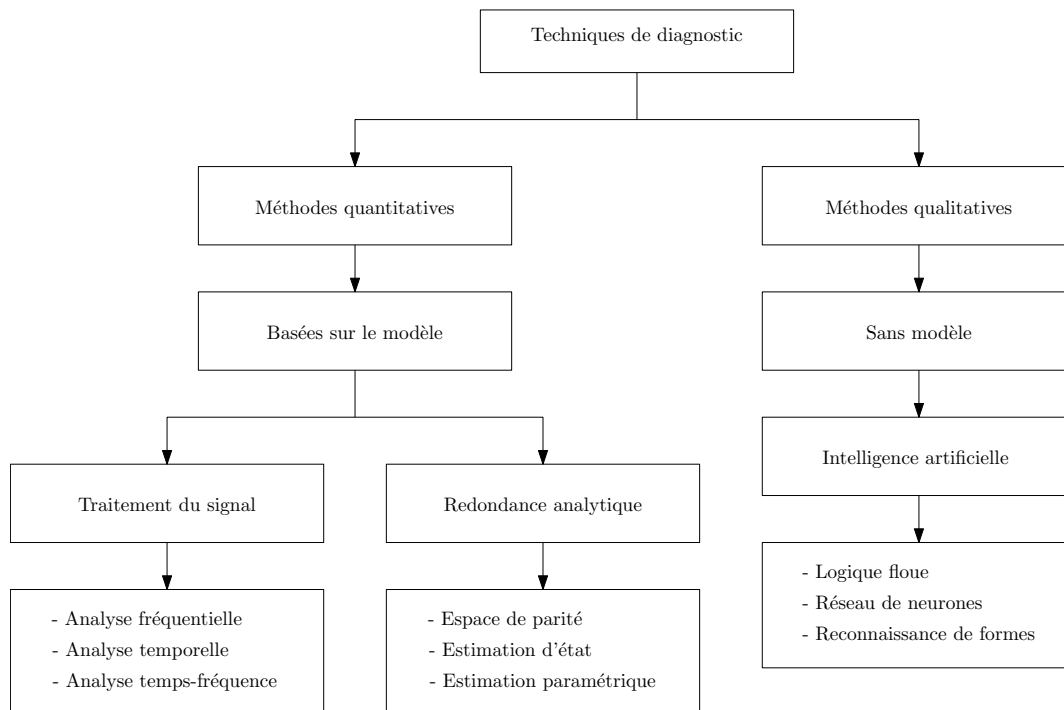 Techniques de diagnostic
Méthodes quantitatives
Méthodes qualitatives
Basées sur le modèle
Sans modèle
Traitement du signal
Redondance analytique
Intelligence artificielle
- Analyse fréquentielle
- Analyse temporelle
- Analyse temps-fréquence
- Espace de parité
- Estimation d'état
- Estimation paramétrique
- Logique floue
- Réseau de neurones
- Reconnaissance de formes